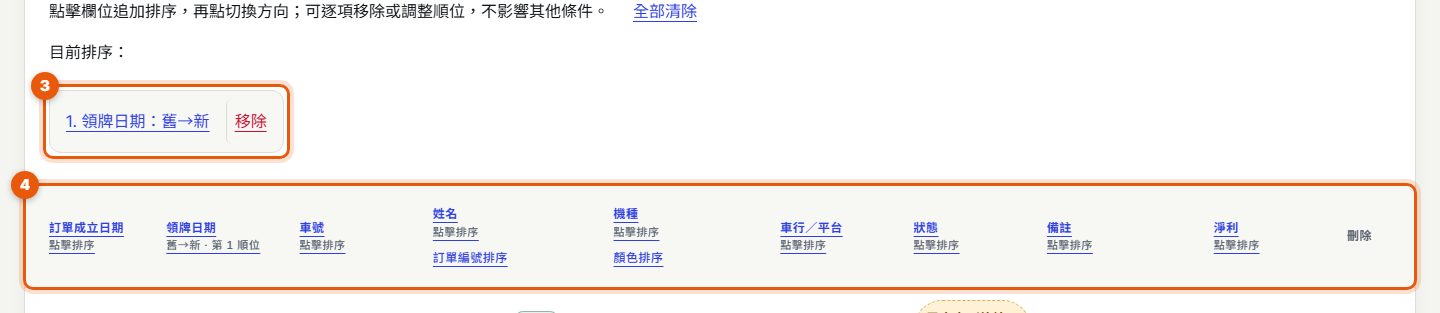 點擊欄位追加排序，再點切換方向；可逐項移除或調整順位，不影響其他條件。 全部清除
目前排序：
3
1. 領牌日期：舊→新 移除
4
訂單成立日期 領牌日期 車號 姓名 機種 車行／平台 狀態 備註 淨利 刪除
點擊排序 舊→新 · 第 1 順位 點擊排序 點擊排序 點擊排序 點擊排序 點擊排序 點擊排序 點擊排序
訂單編號排序 顏色排序